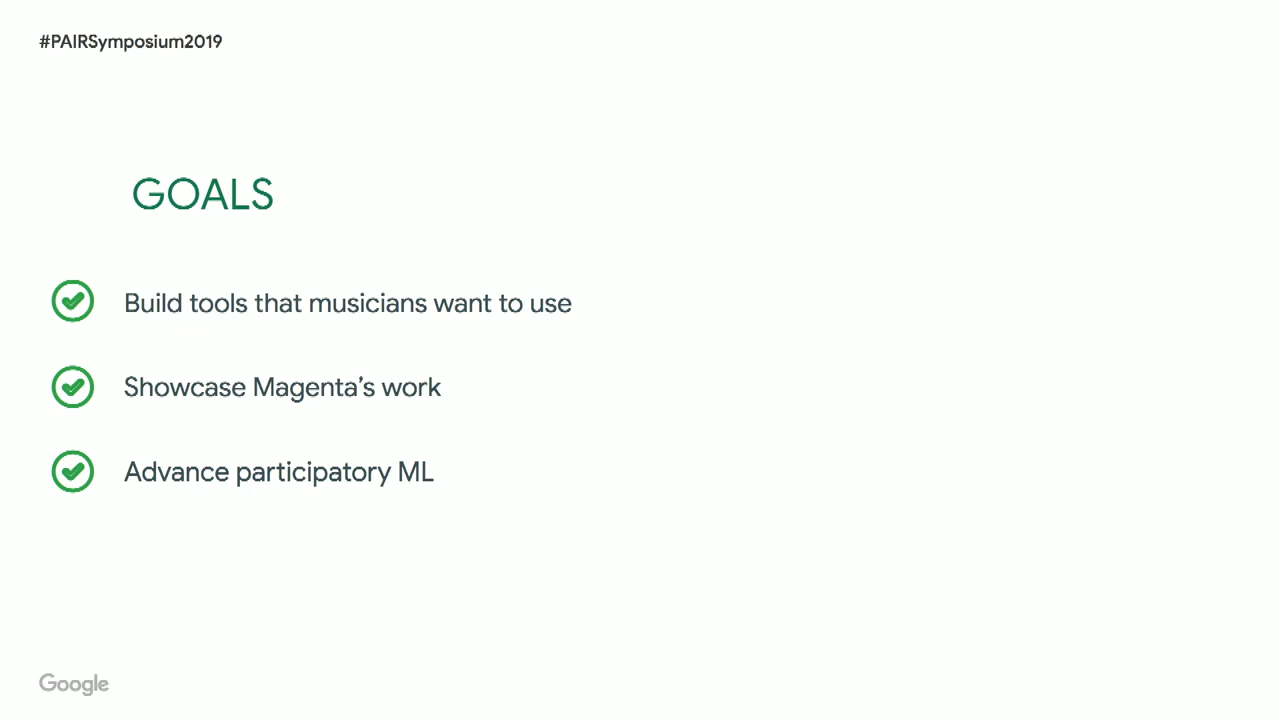 #PAIRSymposium2019
GOALS
Build tools that musicians want to use
Showcase Magenta’s work
Advance participatory ML
Google